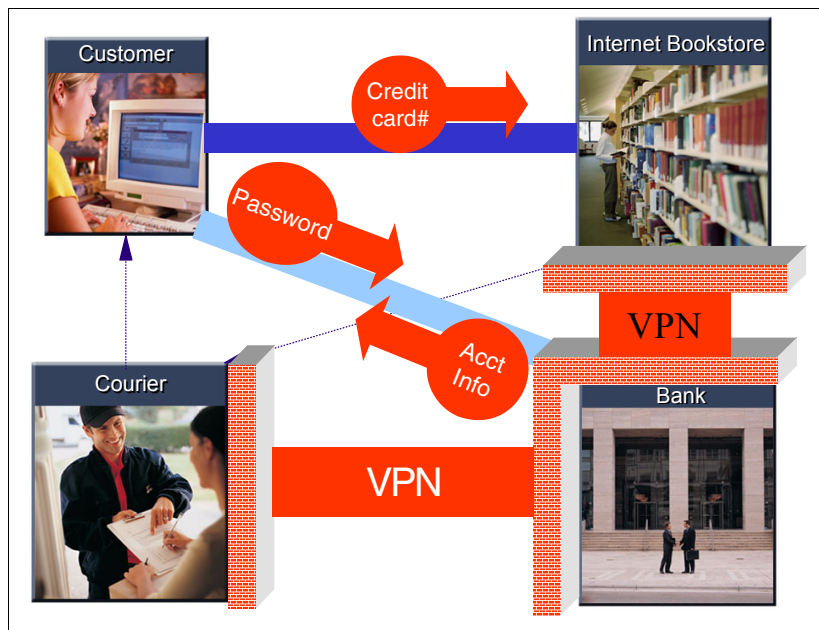 Customer
Internet Bookstore
Credit
card#
Password
VPN
Acct
Info
Courier
Bank
VPN